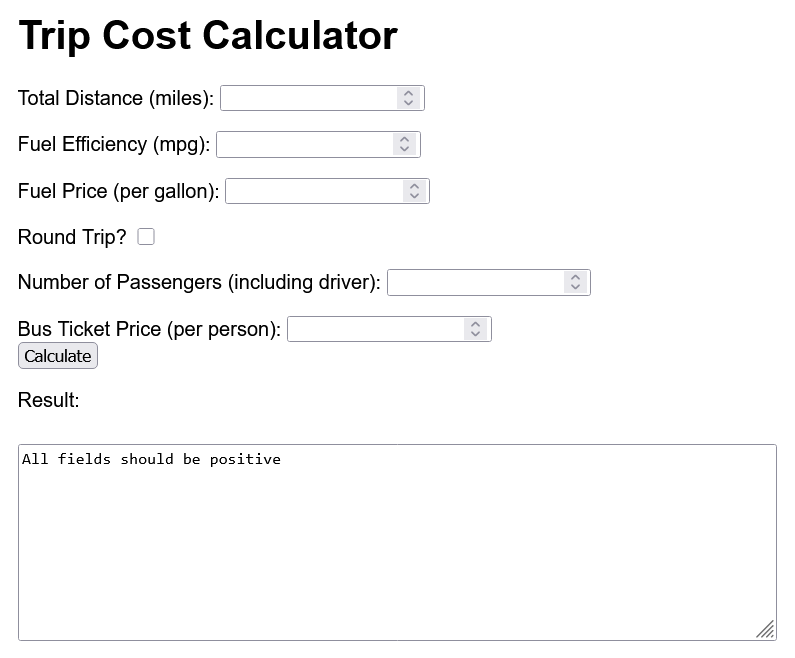 Trip Cost Calculator
Total Distance (miles):
Fuel Efficiency (mpg):
Fuel Price (per gallon):
Round Trip?
Number of Passengers (including driver):
Bus Ticket Price (per person):
Calculate
Result:
All fields should be positive